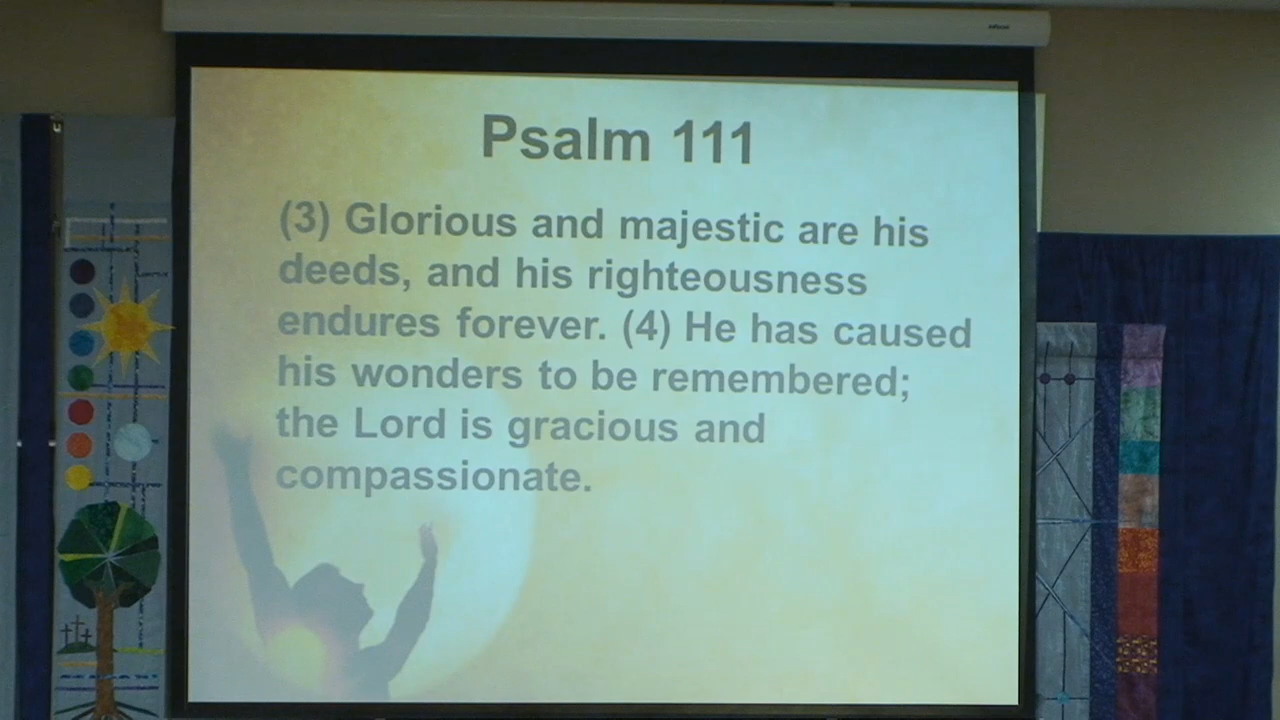 Psalm 111
(3) Glorious and majestic are his
deeds, and his righteousness
endures forever. (4) He has caused
his wonders to be remembered;
the Lord is gracious and
compassionate.